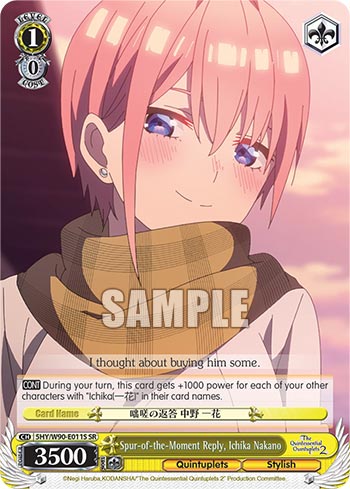 LEVEL
1
0
COST
SAMPLE
I thought about buying him some.
CONT During your turn, this card gets +1000 power for each of your other
characters with "Ichika(一花)" in their card names.
Card Name 咄嗟の返答 中野 一花
CH 5HY/W90-E011S SR
Spur-of-the-Moment Reply, Ichika Nakano
The Quintessential Quintuplets 2
3500
Quintuplets
Stylish
©Negi Haruba,KODANSHA/"The Quintessential Quintuplets 2" Production Committee.